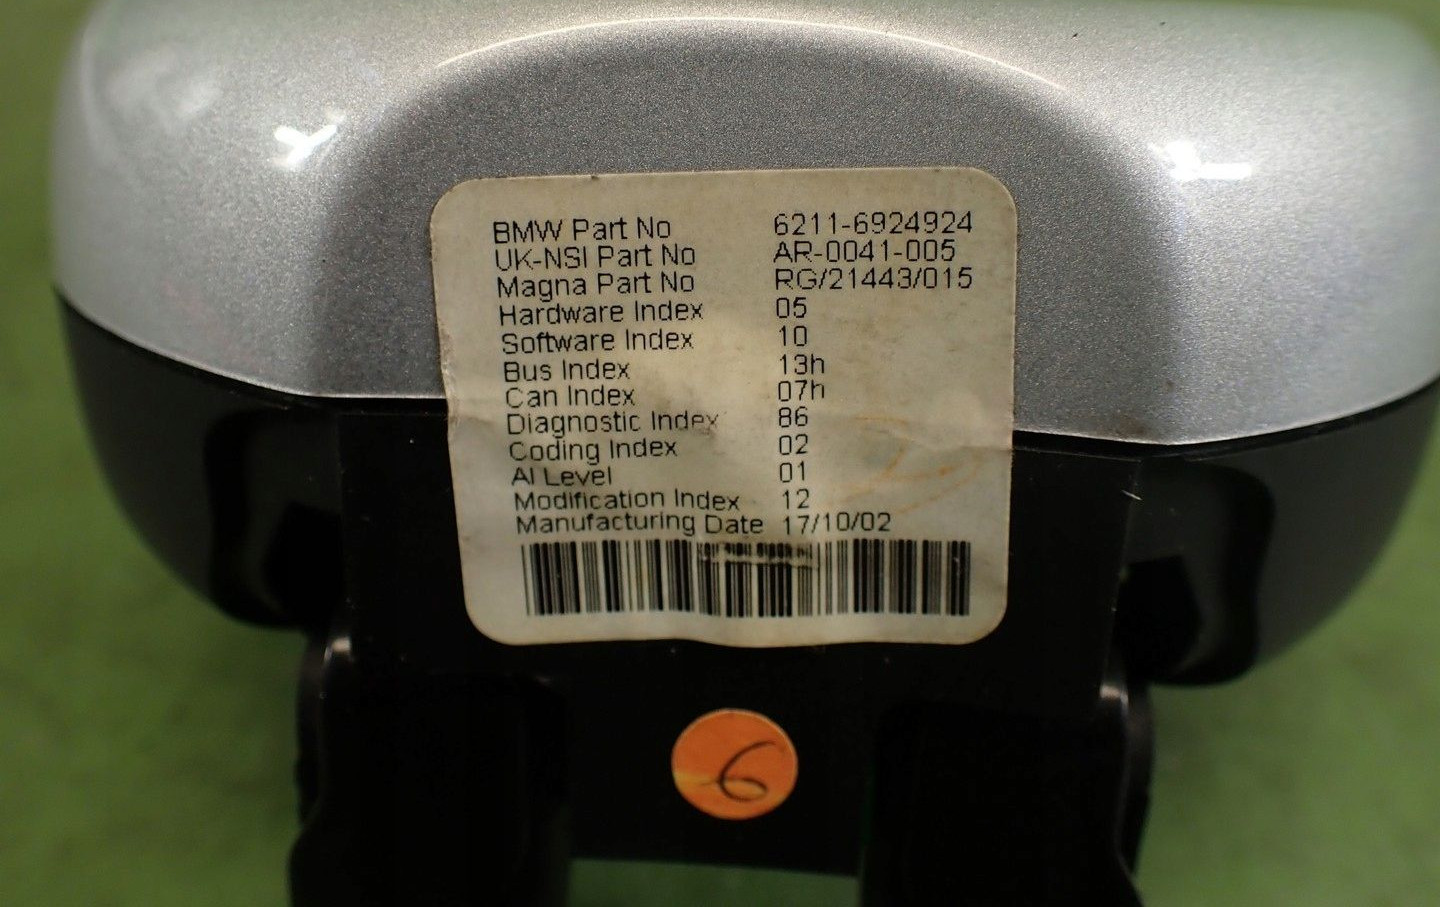 BMW Part No 6211-6924924
UK-NSI Part No AR-0041-005
Magna Part No RG/21443/015
Hardware Index 05
Software Index 10
Bus Index 13h
Can Index 07h
Diagnostic Index 86
Coding Index 02
AI Level 01
Modification Index 12
Manufacturing Date 17/10/02
6